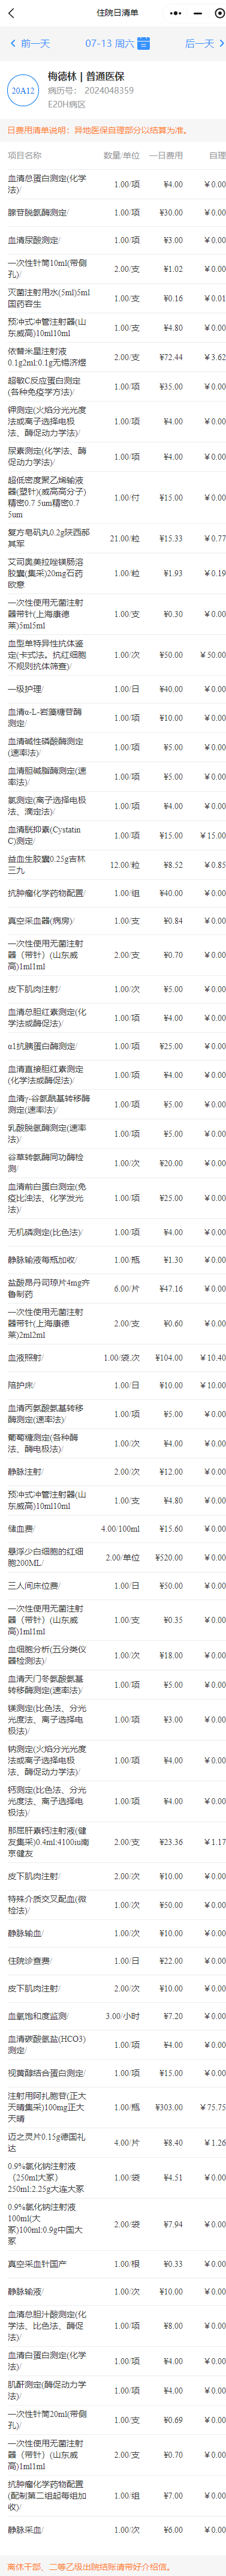 住院日清单
前一天 07-13 周六 后一天
20A12
梅德林 | 普通医保
病历号： 2024048359
E20H病区
日费用清单说明：异地医保自理部分以结算为准。
项目名称 数量/单位 一日费用 自理
血清总蛋白测定(化学法)/ 1.00/项 ¥4.00 ¥0.00
腺苷脱氨酶测定/ 1.00/项 ¥30.00 ¥0.00
血清尿酸测定/ 1.00/项 ¥3.00 ¥0.00
一次性针筒10ml(带侧孔)/ 2.00/支 ¥1.02 ¥0.00
灭菌注射用水(5ml)5ml国药容生 1.00/支 ¥0.16 ¥0.01
预冲式冲管注射器(山东威高)10ml10ml 1.00/支 ¥4.80 ¥0.00
依替米星注射液0.1g2ml:0.1g无锡济煜 2.00/支 ¥72.44 ¥3.62
超敏C反应蛋白测定(各种免疫学方法)/ 1.00/项 ¥35.00 ¥0.00
钾测定(火焰分光光度法或离子选择电极法、酶促动力学法)/ 1.00/项 ¥4.00 ¥0.00
尿素测定(化学法、酶促动力学法)/ 1.00/项 ¥4.00 ¥0.00
超低密度聚乙烯输液器(塑针)(威高高分子)精密0.7 5um精密0.7 5um 1.00/付 ¥15.00 ¥0.00
复方皂矾丸0.2g陕西郝其军 21.00/粒 ¥15.33 ¥0.77
艾司奥美拉唑镁肠溶胶囊(集采)20mg石药欧意 1.00/粒 ¥1.93 ¥0.19
一次性使用无菌注射器带针(上海康德莱)5ml5ml 1.00/支 ¥0.30 ¥0.00
血型单特异性抗体鉴定(卡式法。抗红细胞不规则抗体筛查)/ 1.00/次 ¥50.00 ¥50.00
一级护理/ 1.00/日 ¥40.00 ¥0.00
血清α-L-岩藻糖苷酶测定/ 1.00/项 ¥10.00 ¥0.00
血清碱性磷酸酶测定(速率法)/ 1.00/项 ¥5.00 ¥0.00
血清胆碱脂酶测定(速率法)/ 1.00/项 ¥5.00 ¥0.00
氯测定(离子选择电极法、滴定法)/ 1.00/项 ¥4.00 ¥0.00
血清胱抑素(Cystatin C)测定/ 1.00/项 ¥15.00 ¥15.00
益血生胶囊0.25g吉林三九 12.00/粒 ¥8.52 ¥0.85
抗肿瘤化学药物配置/ 1.00/组 ¥40.00 ¥0.00
真空采血器(病房)/ 1.00/支 ¥0.84 ¥0.00
一次性使用无菌注射器（带针）(山东威高)1ml1ml 2.00/支 ¥0.70 ¥0.00
皮下肌肉注射/ 1.00/次 ¥5.00 ¥0.00
血清总胆红素测定(化学法或酶促法)/ 1.00/项 ¥4.00 ¥0.00
α1抗胰蛋白酶测定/ 1.00/项 ¥25.00 ¥0.00
血清直接胆红素测定(化学法或酶促法)/ 1.00/项 ¥4.00 ¥0.00
血清γ-谷氨酰基转移酶测定(速率法)/ 1.00/项 ¥5.00 ¥0.00
乳酸脱氢酶测定(速率法)/ 1.00/项 ¥5.00 ¥0.00
谷草转氨酶同功酶检测/ 1.00/次 ¥20.00 ¥0.00
血清前白蛋白测定(免疫比浊法、化学发光法)/ 1.00/项 ¥25.00 ¥0.00
无机磷测定(比色法)/ 1.00/项 ¥4.00 ¥0.00
静脉输液每瓶加收/ 1.00/瓶 ¥1.30 ¥0.00
盐酸昂丹司琼片4mg齐鲁制药 6.00/片 ¥47.16 ¥0.00
一次性使用无菌注射器带针(上海康德莱)2ml2ml 2.00/支 ¥0.60 ¥0.00
血液照射/ 1.00/袋.次 ¥104.00 ¥10.40
陪护床/ 1.00/日 ¥10.00 ¥10.00
血清丙氨酸氨基转移酶测定(速率法)/ 1.00/项 ¥5.00 ¥0.00
葡萄糖测定(各种酶法、酶电极法)/ 1.00/次 ¥4.00 ¥0.00
静脉注射/ 2.00/次 ¥12.00 ¥0.00
预冲式冲管注射器(山东威高)10ml10ml 1.00/支 ¥4.80 ¥0.00
储血费/ 4.00/100ml ¥15.60 ¥0.00
悬浮少白细胞的红细胞200ML/ 2.00/单位 ¥520.00 ¥0.00
三人间床位费/ 1.00/日 ¥50.00 ¥0.00
一次性使用无菌注射器（带针）(山东威高)1ml1ml 1.00/支 ¥0.35 ¥0.00
血细胞分析(五分类仪器检测法)/ 1.00/次 ¥18.00 ¥0.00
血清天门冬氨酸氨基转移酶测定(速率法)/ 1.00/项 ¥5.00 ¥0.00
镁测定(比色法、分光光度法、离子选择电极法)/ 1.00/项 ¥3.00 ¥0.00
钠测定(火焰分光光度法或离子选择电极法、酶促动力学法)/ 1.00/项 ¥4.00 ¥0.00
钙测定(比色法、分光光度法、离子选择电极法)/ 1.00/项 ¥4.00 ¥0.00
那屈肝素钙注射液(健友集采)0.4ml:4100iu南京健友 2.00/支 ¥23.36 ¥1.17
皮下肌肉注射/ 2.00/次 ¥10.00 ¥0.00
特殊介质交叉配血(微检法)/ 1.00/次 ¥50.00 ¥0.00
静脉输血/ 1.00/次 ¥10.00 ¥0.00
住院诊查费/ 1.00/日 ¥22.00 ¥0.00
皮下肌肉注射/ 2.00/次 ¥10.00 ¥0.00
血氧饱和度监测/ 3.00/小时 ¥7.20 ¥0.00
血清碳酸氢盐(HCO3)测定/ 1.00/项 ¥4.00 ¥0.00
视黄醇结合蛋白测定/ 1.00/项 ¥15.00 ¥0.00
注射用阿扎胞苷(正大天晴集采)100mg正大天晴 1.00/瓶 ¥303.00 ¥75.75
迈之灵片0.15g德国礼达 4.00/片 ¥8.40 ¥1.26
0.9%氯化钠注射液（250ml大冢）250ml:2.25g大连大冢 1.00/袋 ¥4.51 ¥0.00
0.9%氯化钠注射液100ml(大冢)100ml:0.9g中国大冢 2.00/袋 ¥7.94 ¥0.00
真空采血针国产 1.00/根 ¥0.33 ¥0.00
静脉输液/ 1.00/次 ¥10.00 ¥0.00
血清总胆汁酸测定(化学法、比色法、酶促法)/ 1.00/项 ¥8.00 ¥0.00
血清白蛋白测定(化学法)/ 1.00/项 ¥4.00 ¥0.00
肌酐测定(酶促动力学法)/ 1.00/项 ¥4.00 ¥0.00
一次性针筒20ml(带侧孔)/ 1.00/支 ¥0.69 ¥0.00
一次性使用无菌注射器（带针）(山东威高)1ml1ml 2.00/支 ¥0.70 ¥0.00
抗肿瘤化学药物配置(配制第二组起每组加收)/ 1.00/组 ¥7.00 ¥0.00
静脉采血/ 1.00/次 ¥6.00 ¥0.00
离休干部、二等乙级出院结账请带好介绍信。